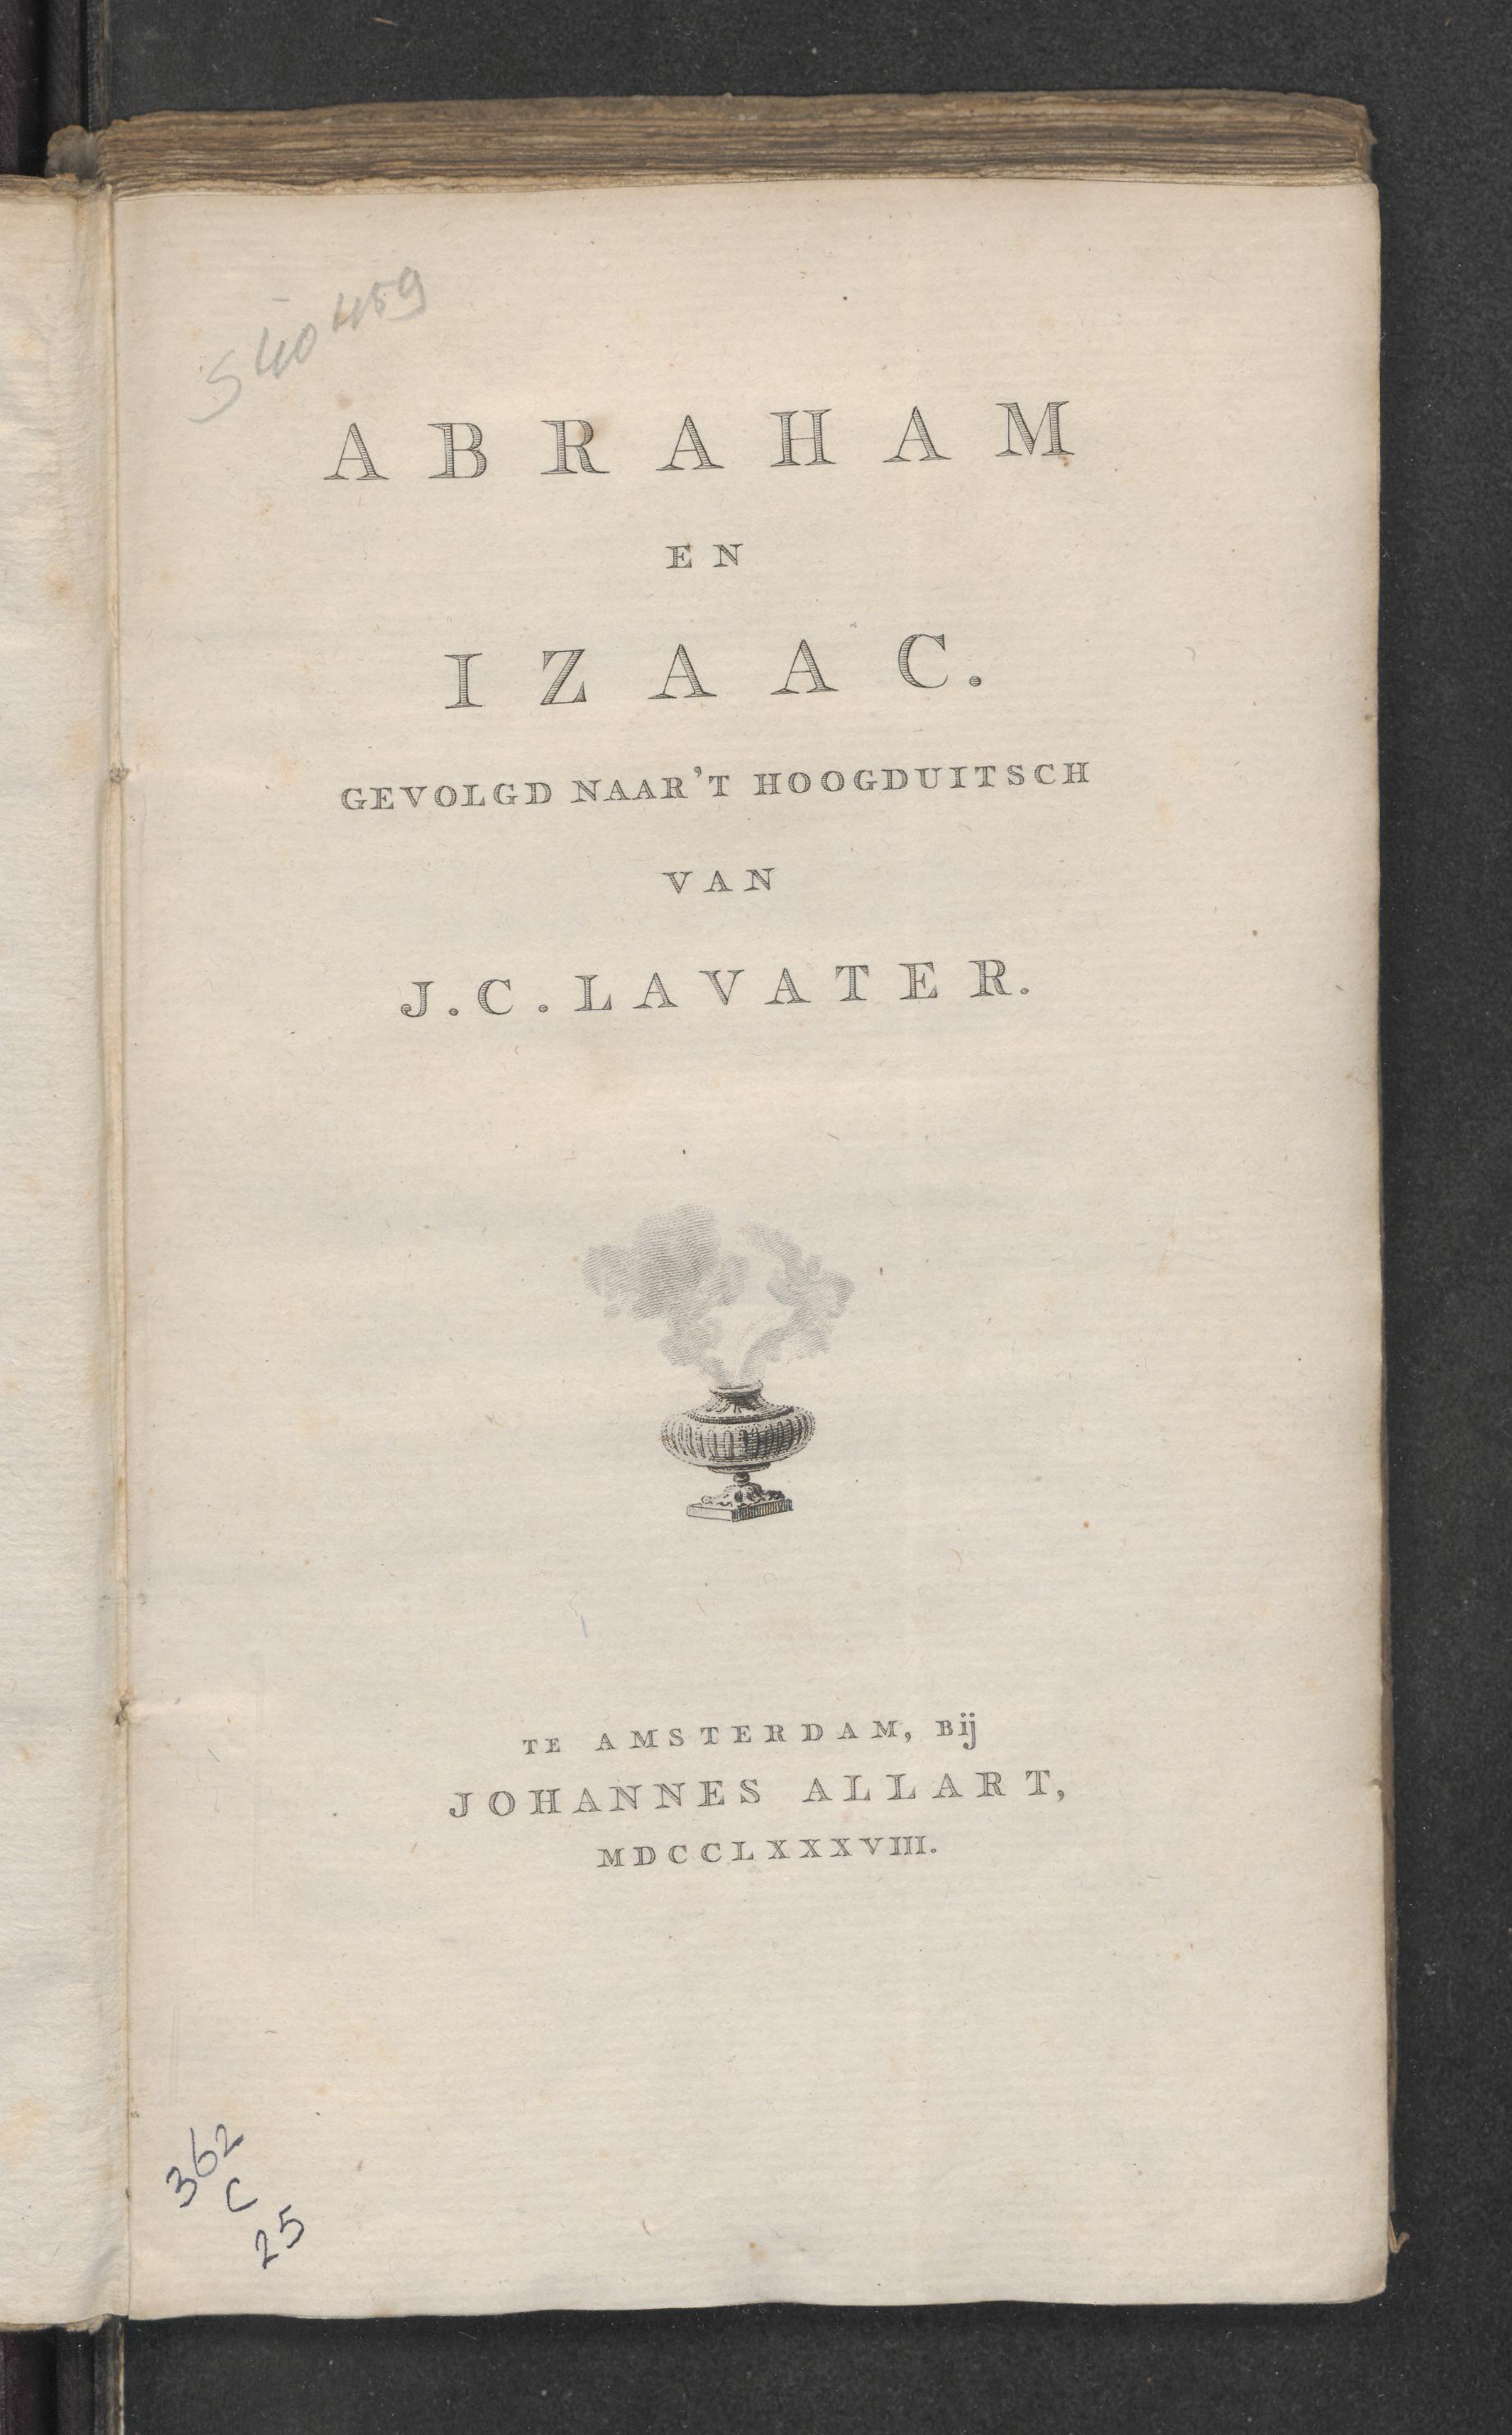 540459
ABRAHAM
EN
IZAAC.
GEVOLGD NAAR'T HOOGDUITSCH
VAN
J.C. LAVATER.
TE AMSTERDAM, Bij
JOHANNES ALLART,
MDCCLXXXVIII.
362
C
25